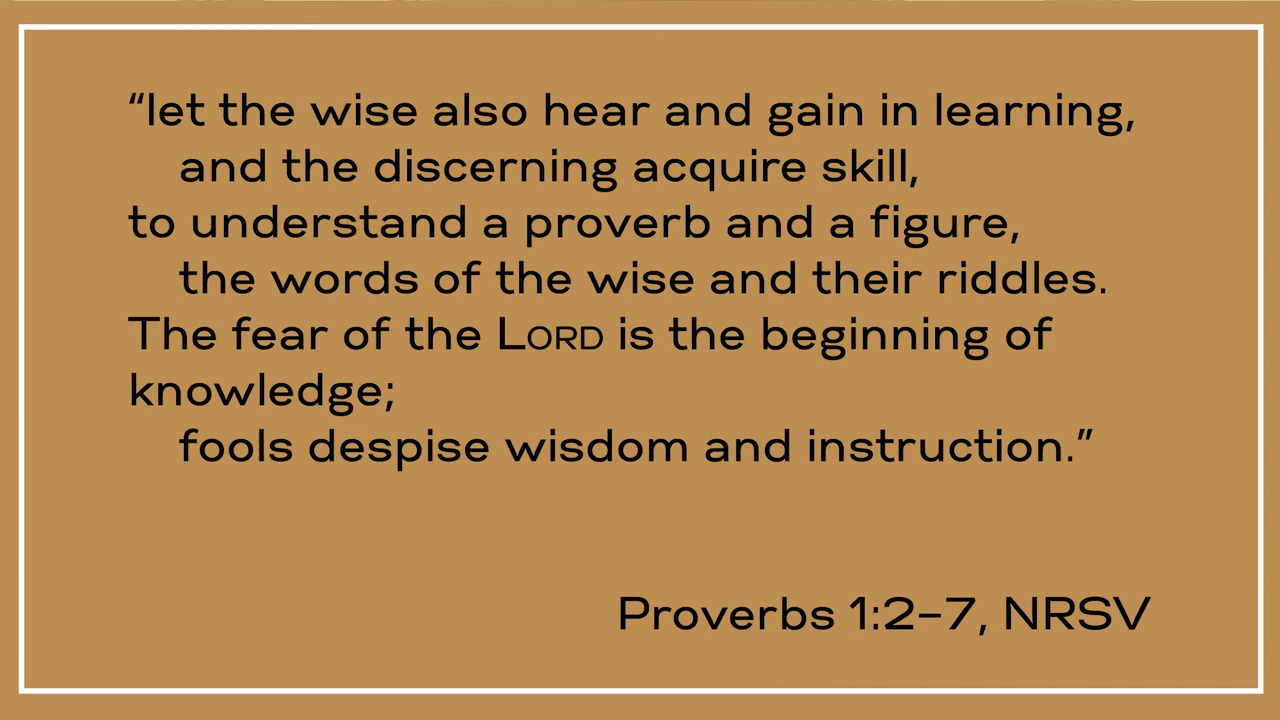 “let the wise also hear and gain in learning,
and the discerning acquire skill,
to understand a proverb and a figure,
the words of the wise and their riddles.
The fear of the LORD is the beginning of
knowledge;
fools despise wisdom and instruction.”
Proverbs 1:2–7, NRSV